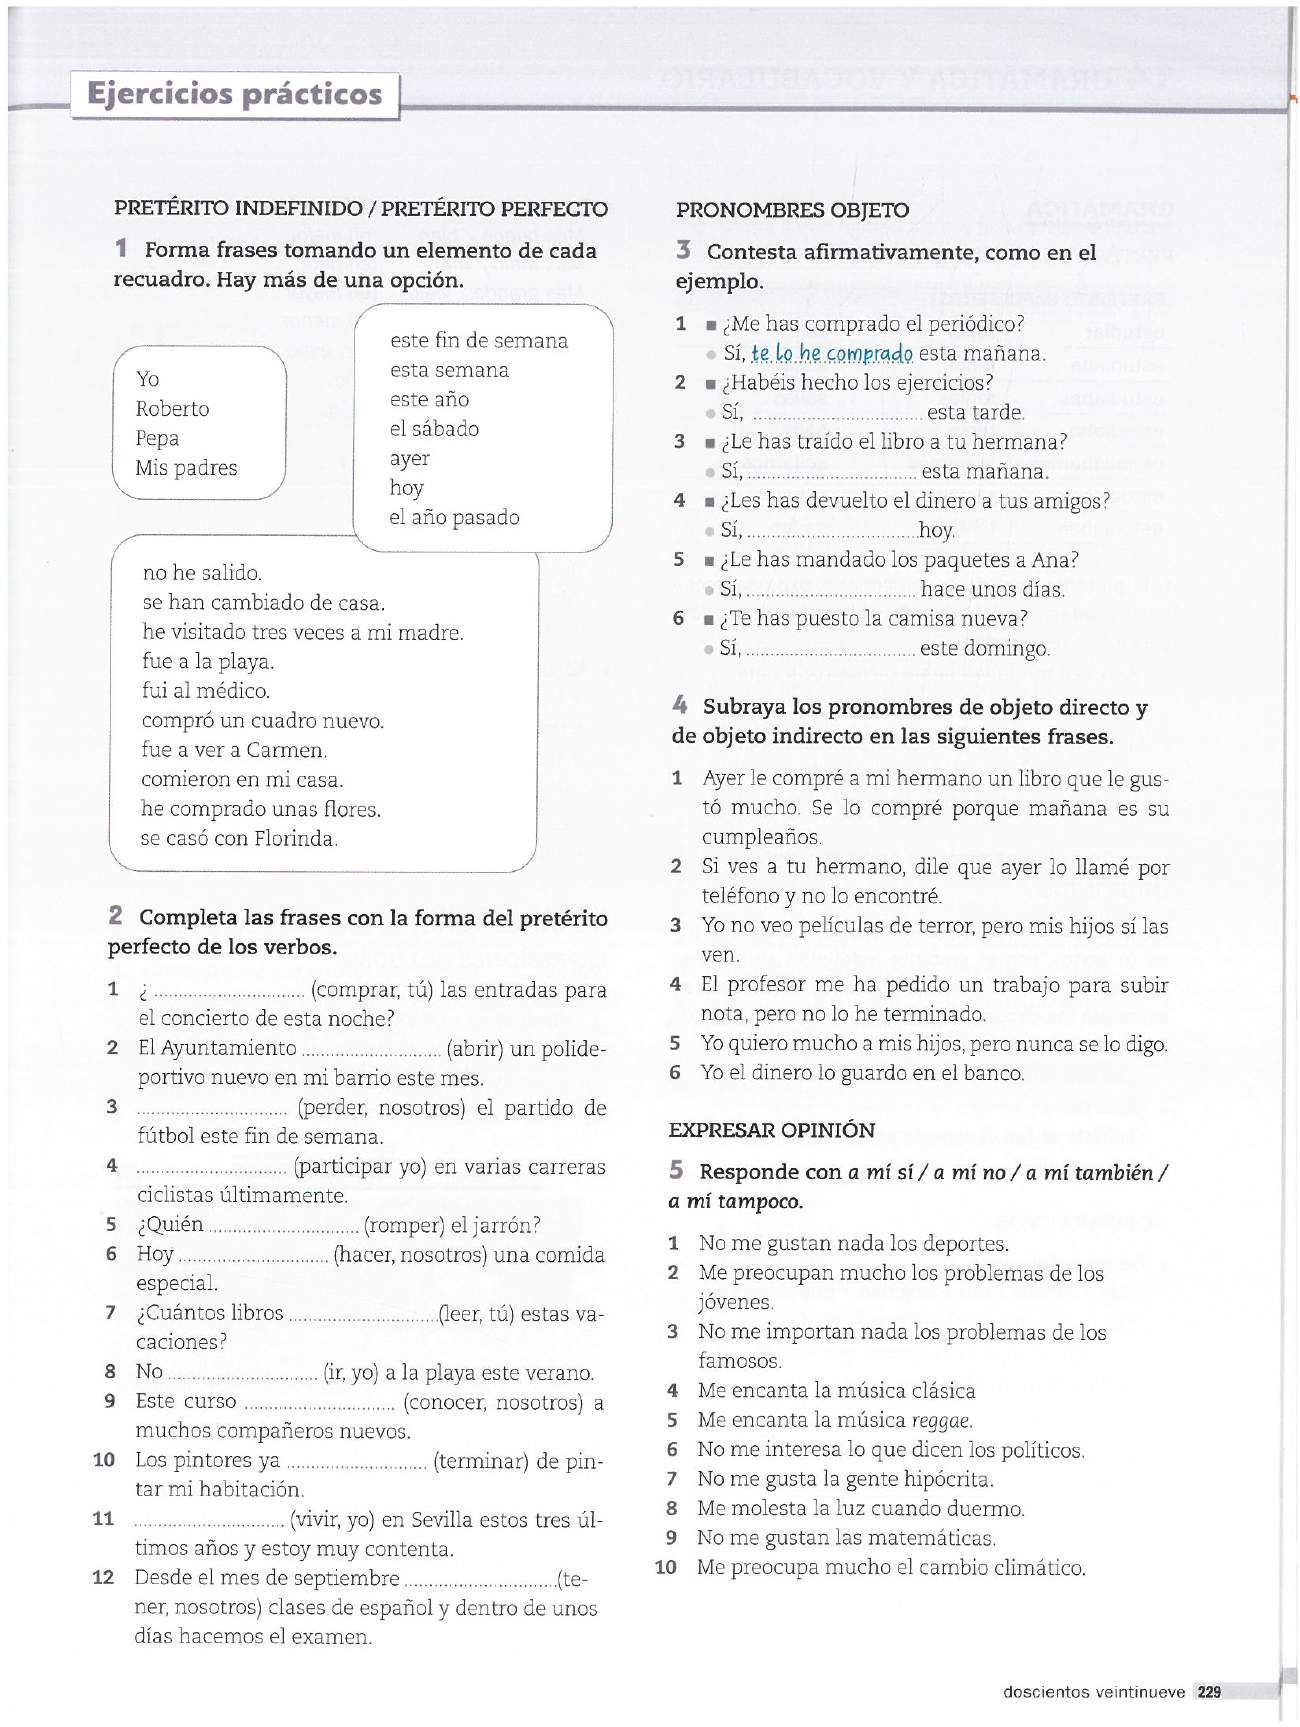 Ejercicios prácticos
PRETÉRITO INDEFINIDO / PRETÉRITO PERFECTO
1 Forma frases tomando un elemento de cada
recuadro. Hay más de una opción.
Yo
Roberto
Pepa
Mis padres
este fin de semana
esta semana
este año
el sábado
ayer
hoy
el año pasado
no he salido.
se han cambiado de casa.
he visitado tres veces a mi madre.
fue a la playa.
fui al médico.
compró un cuadro nuevo.
fue a ver a Carmen.
comieron en mi casa.
he comprado unas flores.
se casó con Florinda.
2 Completa las frases con la forma del pretérito
perfecto de los verbos.
1 ¿ ............................... (comprar, tú) las entradas para
el concierto de esta noche?
2 El Ayuntamiento ............................. (abrir) un polide-
portivo nuevo en mi barrio este mes.
3 ............................... (perder, nosotros) el partido de
fútbol este fin de semana.
4 ............................... (participar yo) en varias carreras
ciclistas últimamente.
5 ¿Quién ............................... (romper) el jarrón?
6 Hoy ............................... (hacer, nosotros) una comida
especial.
7 ¿Cuántos libros ...............................(leer, tú) estas va-
caciones?
8 No ............................... (ir, yo) a la playa este verano.
9 Este curso ............................... (conocer, nosotros) a
muchos compañeros nuevos.
10 Los pintores ya ............................. (terminar) de pin-
tar mi habitación.
11 ............................... (vivir, yo) en Sevilla estos tres úl-
timos años y estoy muy contenta.
12 Desde el mes de septiembre ...............................(te-
ner, nosotros) clases de español y dentro de unos
días hacemos el examen.
PRONOMBRES OBJETO
3 Contesta afirmativamente, como en el
ejemplo.
1 ■ ¿Me has comprado el periódico?
● Sí, te lo he comprado esta mañana.
2 ■ ¿Habéis hecho los ejercicios?
● Sí, ................................... esta tarde.
3 ■ ¿Le has traído el libro a tu hermana?
● Sí, ................................... esta mañana.
4 ■ ¿Les has devuelto el dinero a tus amigos?
● Sí, ...................................hoy.
5 ■ ¿Le has mandado los paquetes a Ana?
● Sí, ................................... hace unos días.
6 ■ ¿Te has puesto la camisa nueva?
● Sí, ................................... este domingo.
4 Subraya los pronombres de objeto directo y
de objeto indirecto en las siguientes frases.
1 Ayer le compré a mi hermano un libro que le gus-
tó mucho. Se lo compré porque mañana es su
cumpleaños.
2 Si ves a tu hermano, dile que ayer lo llamé por
teléfono y no lo encontré.
3 Yo no veo películas de terror, pero mis hijos sí las
ven.
4 El profesor me ha pedido un trabajo para subir
nota, pero no lo he terminado.
5 Yo quiero mucho a mis hijos, pero nunca se lo digo.
6 Yo el dinero lo guardo en el banco.
EXPRESAR OPINIÓN
5 Responde con a mí sí / a mí no / a mí también /
a mí tampoco.
1 No me gustan nada los deportes.
2 Me preocupan mucho los problemas de los
jóvenes.
3 No me importan nada los problemas de los
famosos.
4 Me encanta la música clásica
5 Me encanta la música reggae.
6 No me interesa lo que dicen los políticos.
7 No me gusta la gente hipócrita.
8 Me molesta la luz cuando duermo.
9 No me gustan las matemáticas.
10 Me preocupa mucho el cambio climático.
doscientos veintinueve 229